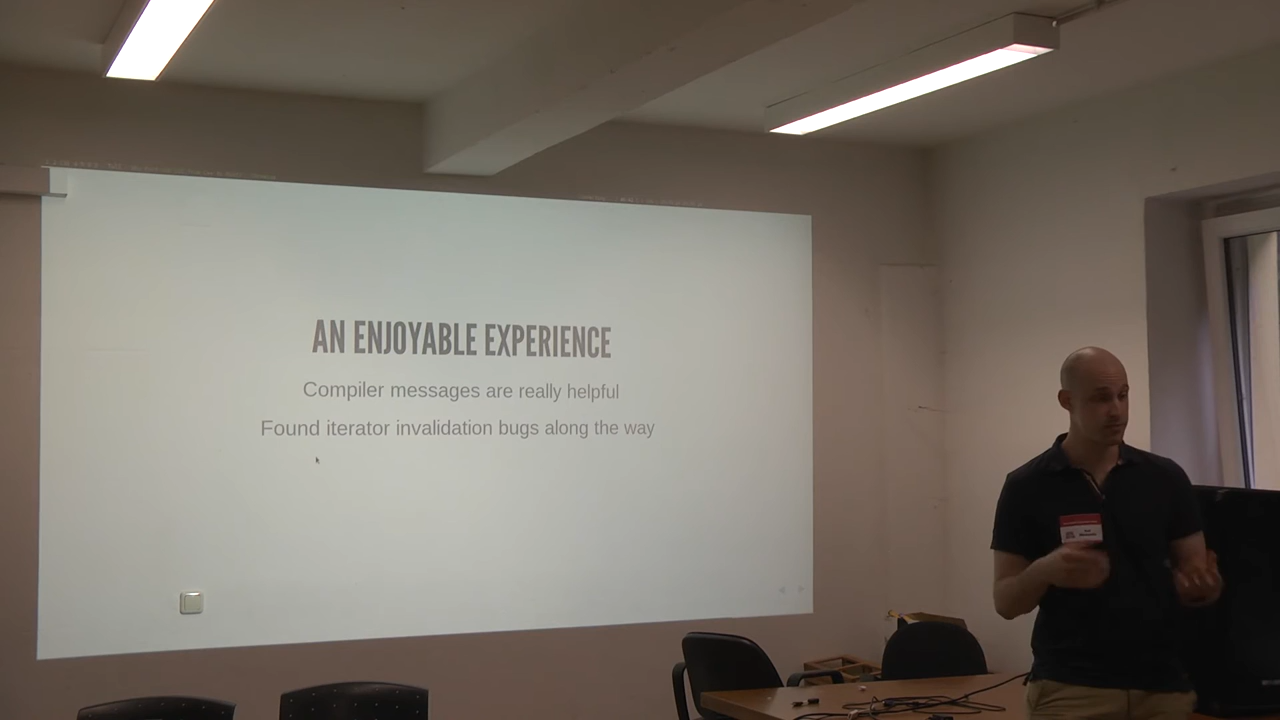 AN ENJOYABLE EXPERIENCE
Compiler messages are really helpful
Found iterator invalidation bugs along the way